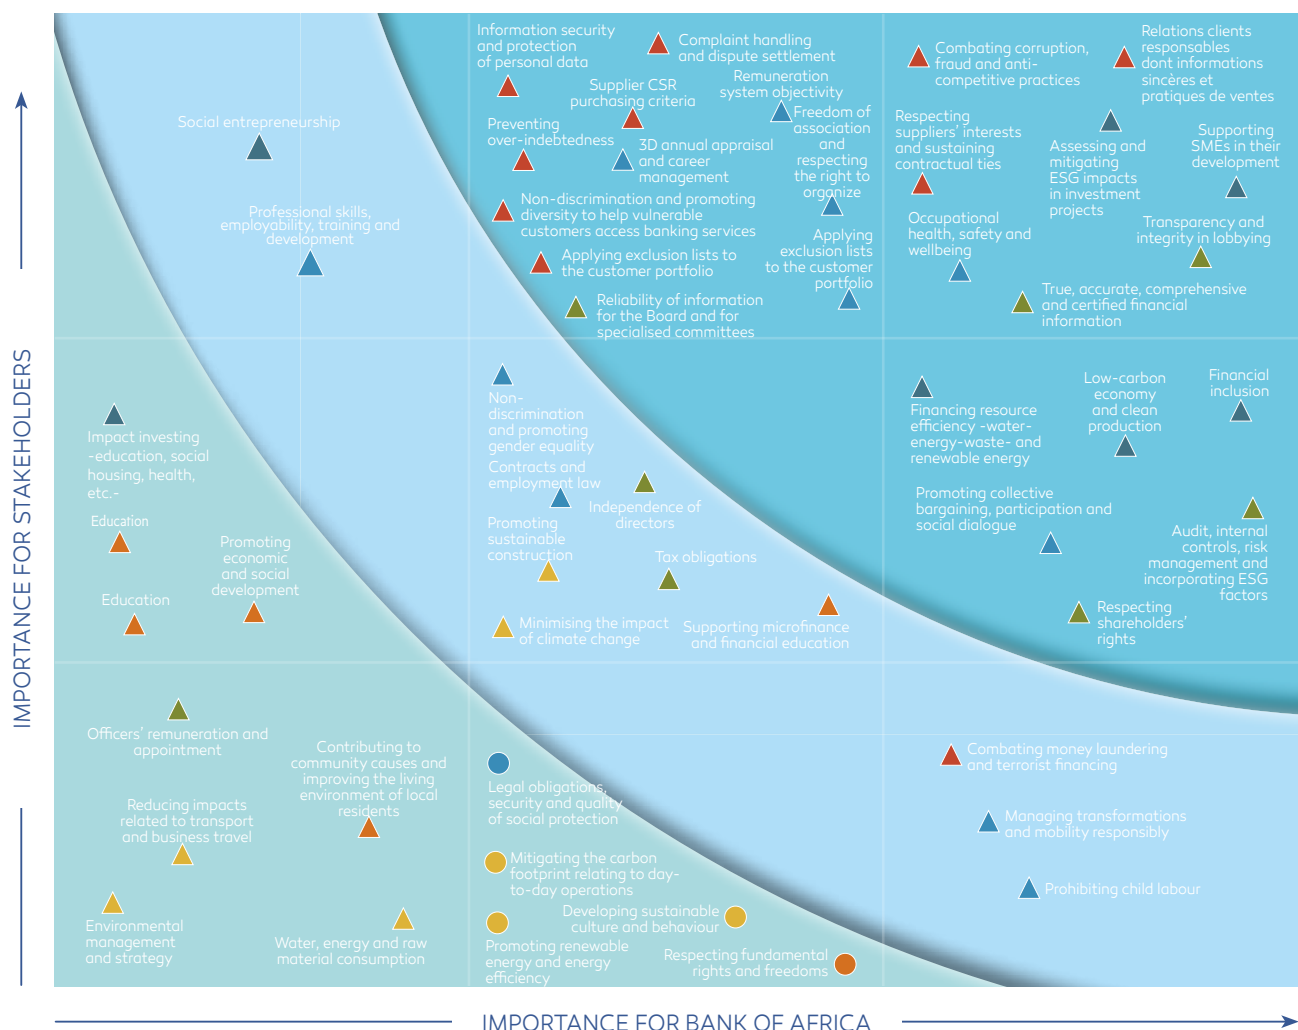 Information security
and protection
of personal data
Complaint handling
and dispute settlement
Supplier CSR
purchasing criteria
Remuneration
system objectivity
Preventing
over-indebtedness
3D annual appraisal
and career
management
Freedom of
association
and
respecting
the right to
organize
Non-discrimination and promoting
diversity to help vulnerable
customers access banking services
Applying exclusion lists to
the customer portfolio
Applying
exclusion lists
to the customer
portfolio
Reliability of information
for the Board and for
specialised committees
Combating corruption,
fraud and anti-
competitive practices
Relations clients
responsables
dont informations
sincères et
pratiques de ventes
Respecting
suppliers' interests
and sustaining
contractual ties
Assessing and
mitigating
ESG impacts
in investment
projects
Supporting
SMEs in their
development
Occupational
health, safety and
wellbeing
Transparency and
integrity in lobbying
True, accurate, comprehensive
and certified financial
information
Social entrepreneurship
Professional skills,
employability, training and
development
IMPORTANCE FOR STAKEHOLDERS
Impact investing
-education, social
housing, health,
etc.-
Education
Promoting
economic
and social
development
Education
Non-
discrimination
and promoting
gender equality
Contracts and
employment law
Independence of
directors
Promoting
sustainable
construction
Tax obligations
Minimising the impact
of climate change
Supporting microfinance
and financial education
Financing resource
efficiency -water-
energy-waste- and
renewable energy
Low-carbon
economy
and clean
production
Financial
inclusion
Promoting collective
bargaining, participation and
social dialogue
Audit, internal
controls, risk
management and
incorporating ESG
factors
Respecting
shareholders'
rights
Officers' remuneration and
appointment
Contributing to
community causes and
improving the living
environment of local
residents
Reducing impacts
related to transport
and business travel
Environmental
management
and strategy
Water, energy and raw
material consumption
Legal obligations,
security and quality
of social protection
Mitigating the carbon
footprint relating to day-
to-day operations
Developing sustainable
culture and behaviour
Promoting renewable
energy and energy
efficiency
Respecting fundamental
rights and freedoms
Combating money laundering
and terrorist financing
Managing transformations
and mobility responsibly
Prohibiting child labour
IMPORTANCE FOR BANK OF AFRICA